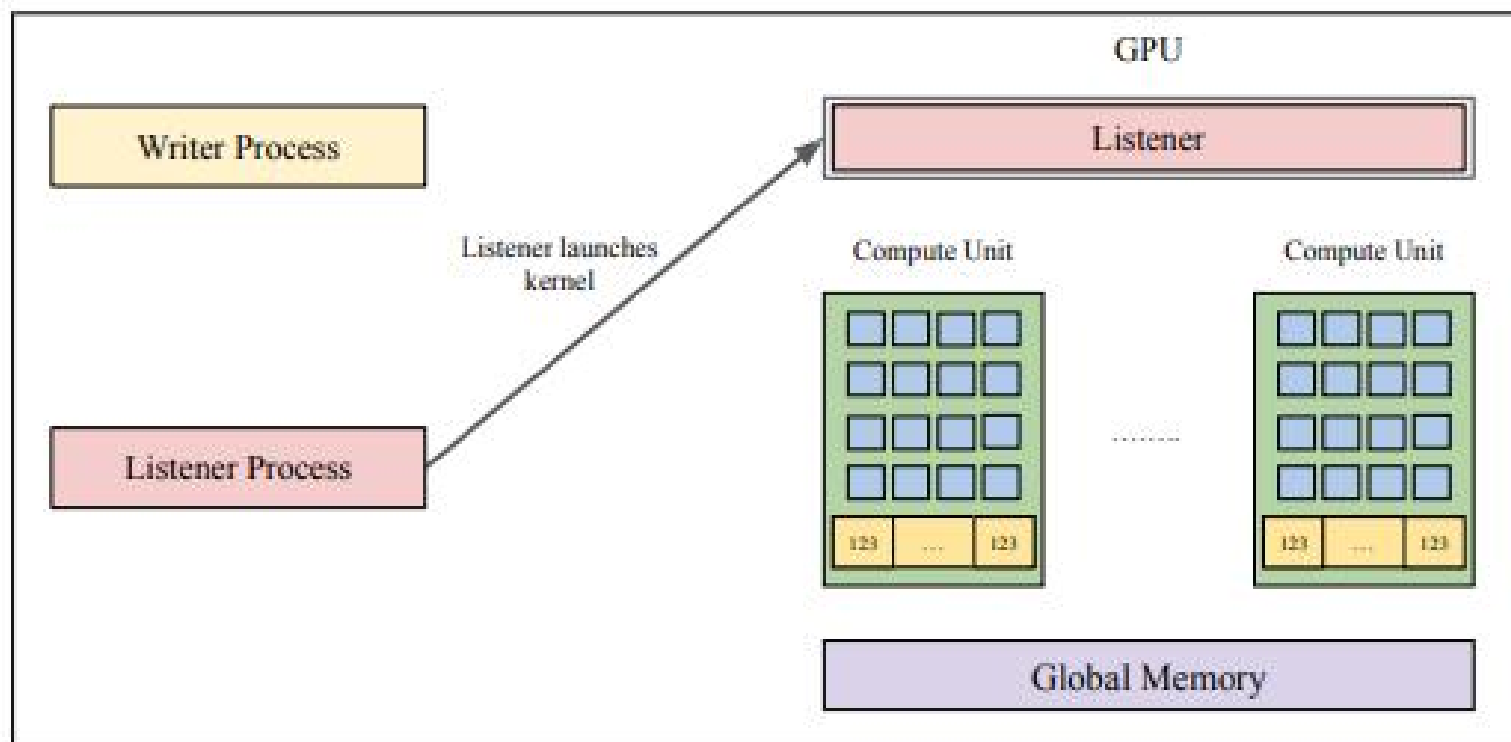 GPU
Writer Process
Listener
Listener launches
kernel
Compute Unit
Compute Unit
Listener Process
........
123
...
123
123
...
123
Global Memory